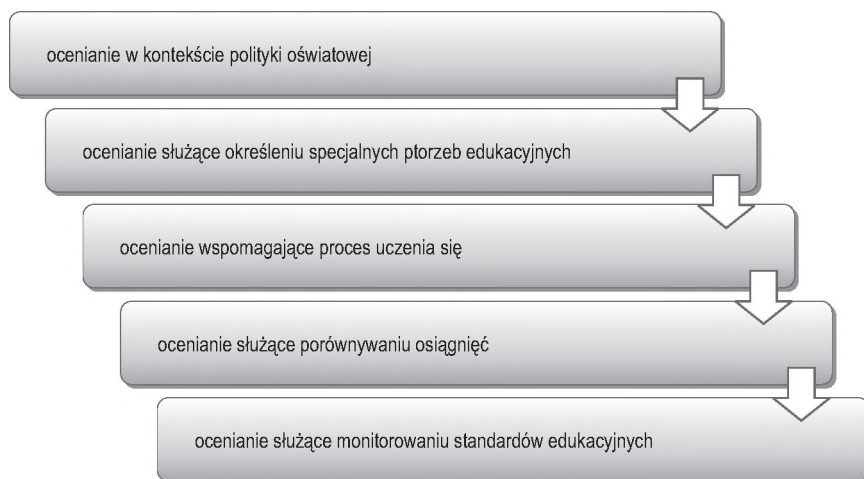 ocenianie w kontekście polityki oświatowej
ocenianie służące określeniu specjalnych ptorzeb edukacyjnych
ocenianie wspomagające proces uczenia się
ocenianie służące porównywaniu osiągnięć
ocenianie służące monitorowaniu standardów edukacyjnych